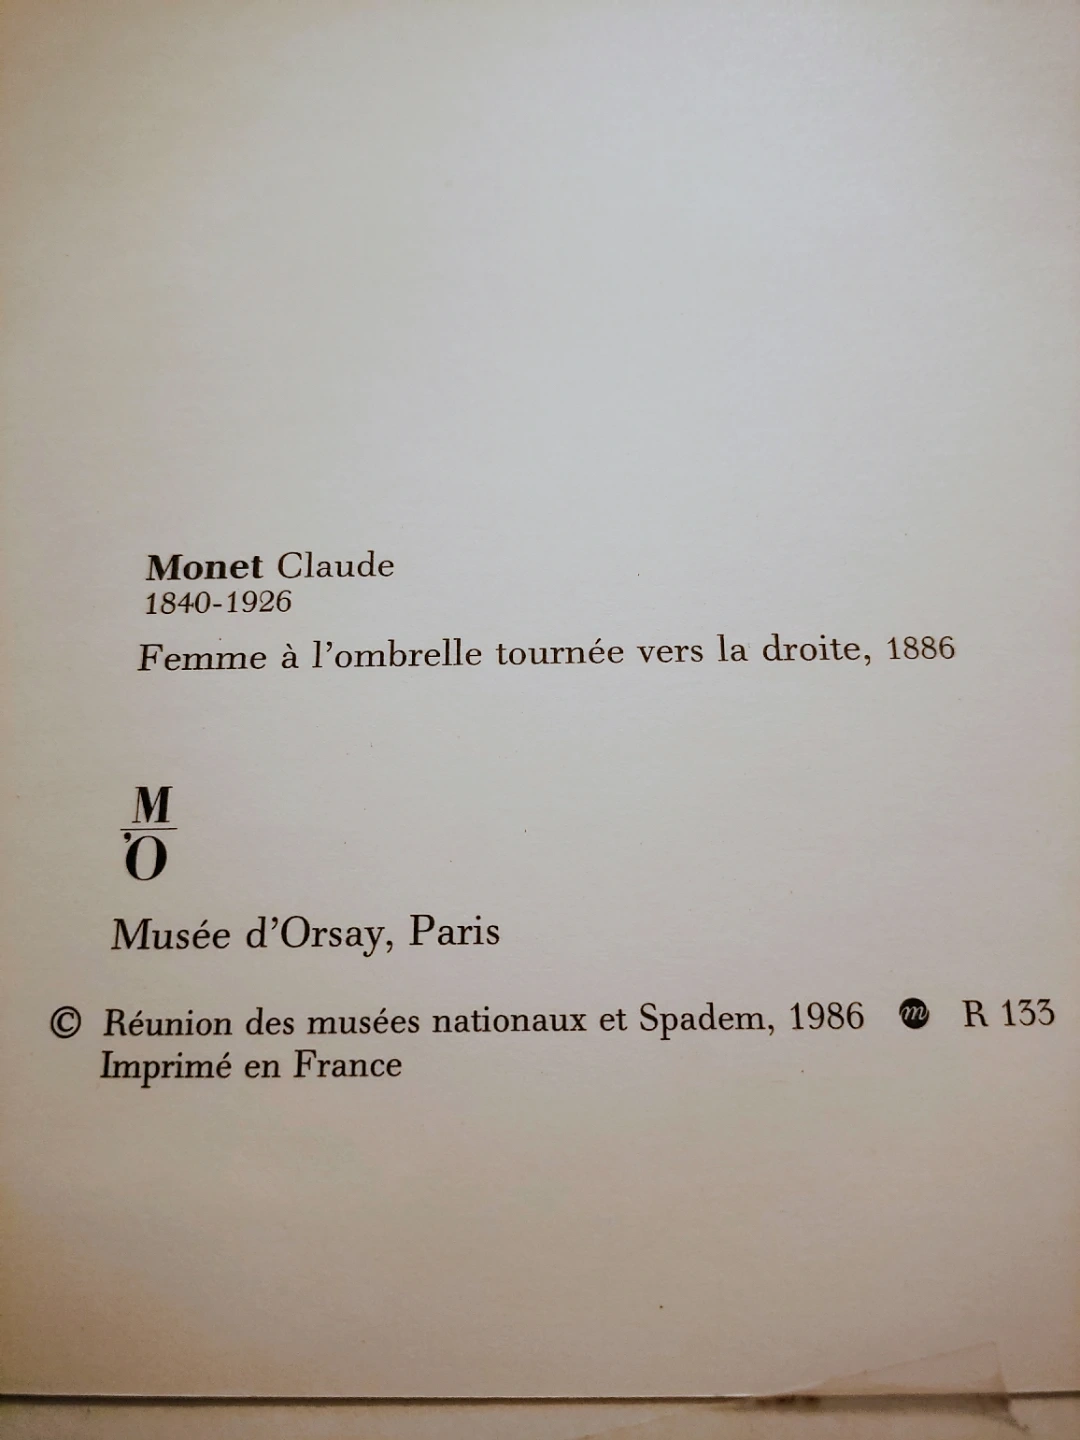 Monet Claude
1840-1926
Femme à l'ombrelle tournée vers la droite, 1886
M
'O
Musée d'Orsay, Paris
© Réunion des musées nationaux et Spadem, 1986 m R 133
Imprimé en France